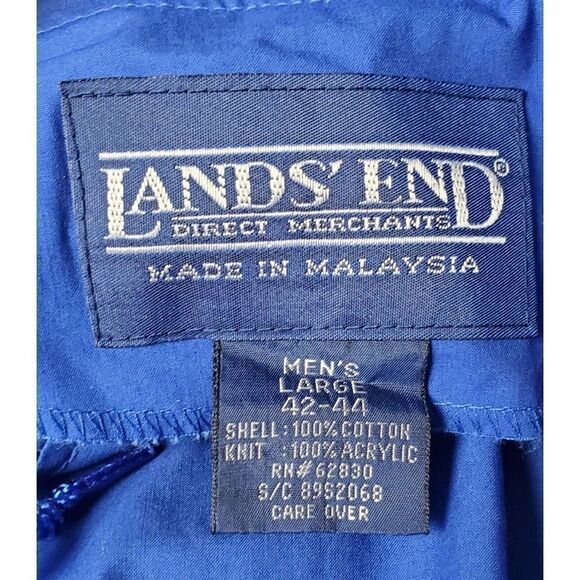 LANDS' END®
DIRECT MERCHANTS
MADE IN MALAYSIA
MEN'S
LARGE
42-44
SHELL: 100% COTTON
KNIT : 100% ACRYLIC
RN# 62830
S/C 8952068
CARE OVER